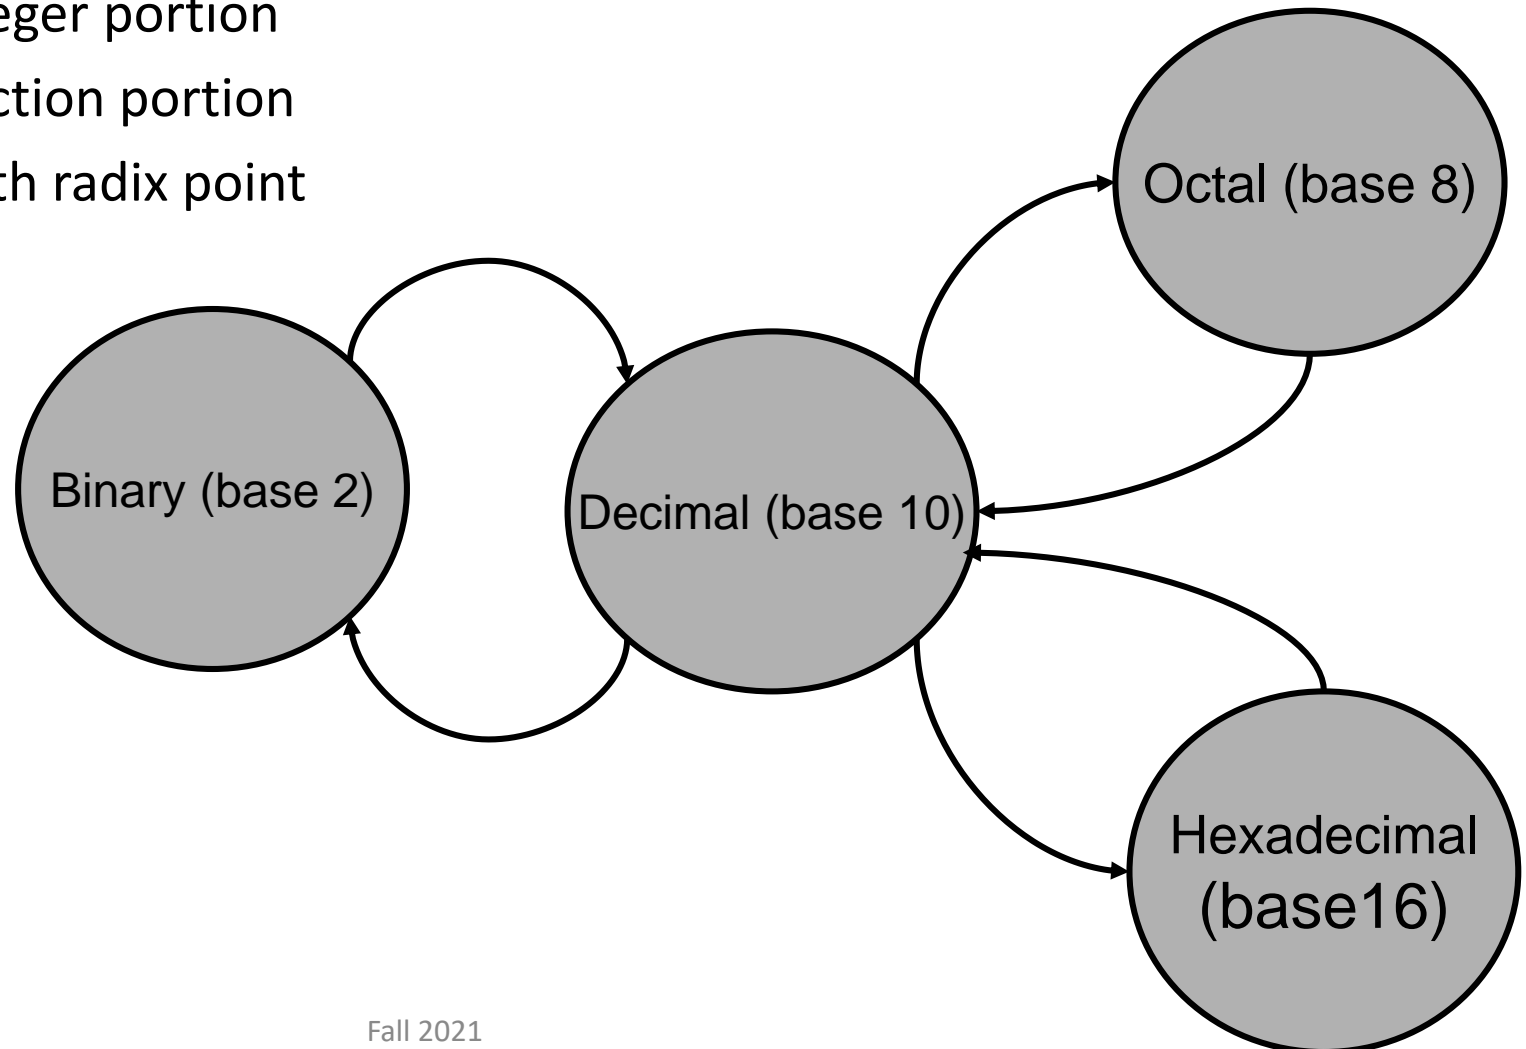 eger portion
ction portion
th radix point
Octal (base 8)
Binary (base 2)
Decimal (base 10)
Hexadecimal
(base16)
Fall 2021